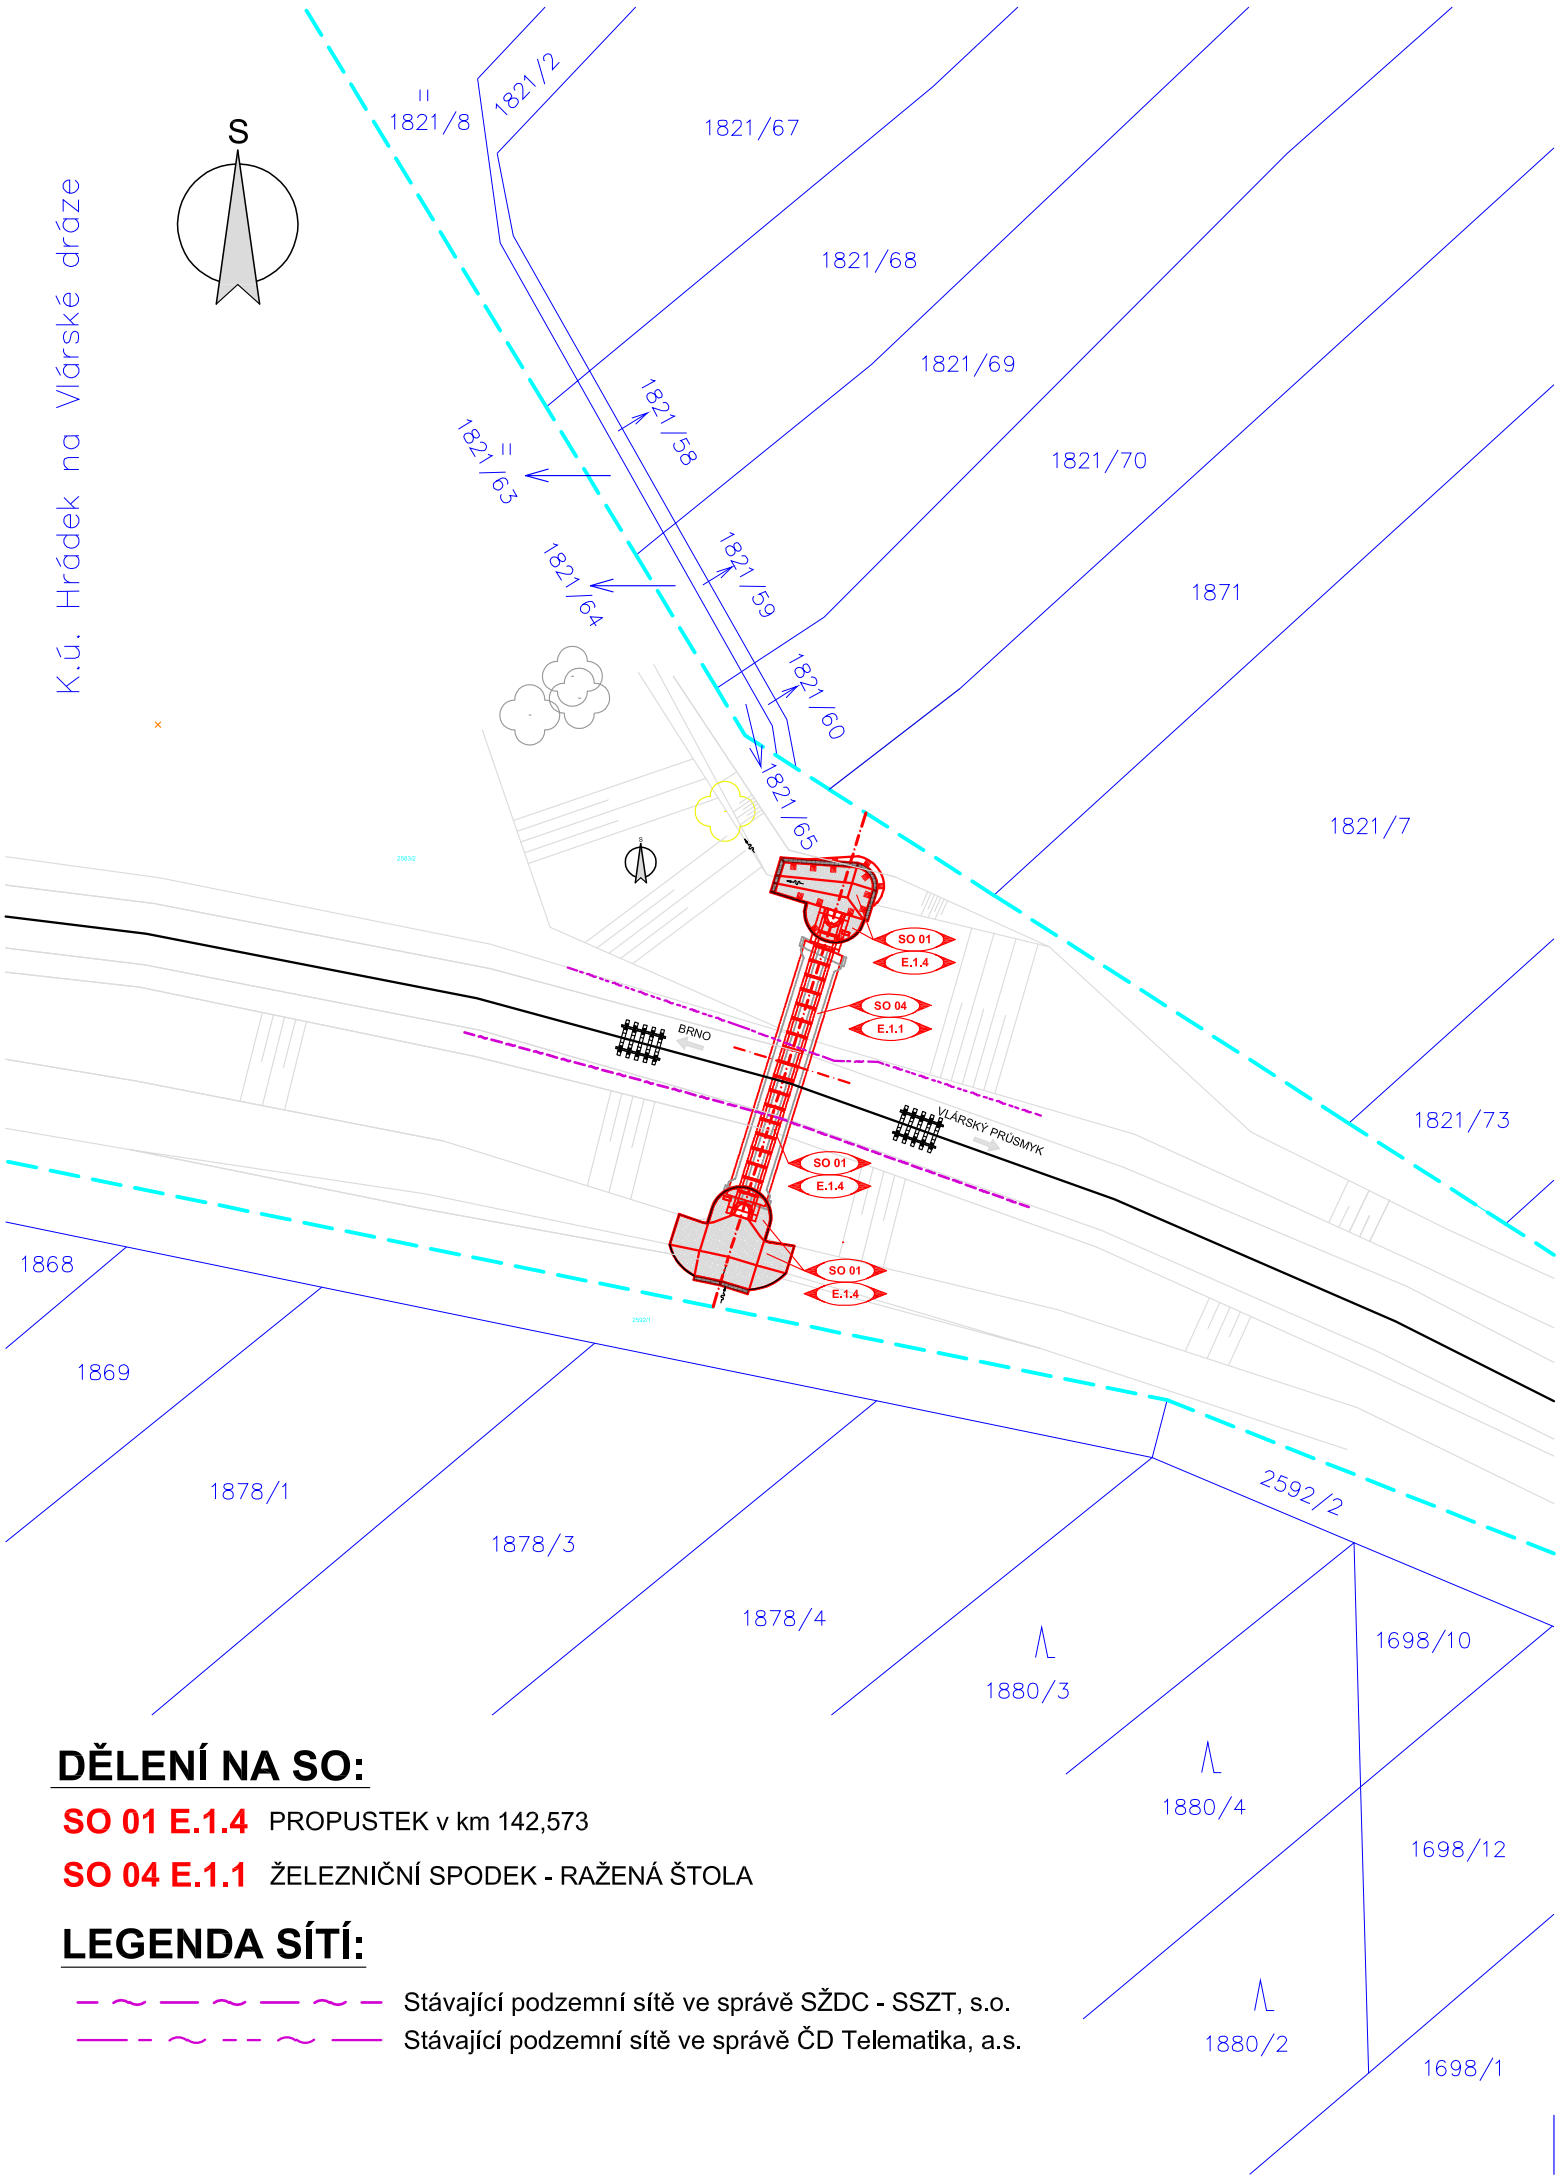 S
K.ú. Hrádek na Vlárské dráze
1821/8
1821/2
1821/67
1821/68
1821/69
1821/70
1871
1821/7
1821/73
1821/58
1821/63
1821/59
1821/64
1821/60
1821/65
S
SO 01
E.1.4
SO 04
E.1.1
BRNO
VLÁRSKÝ PRŮSMYK
SO 01
E.1.4
SO 01
E.1.4
2592/1
1868
1869
1878/1
1878/3
1878/4
2592/2
1880/3
1698/10
1880/4
1698/12
1880/2
1698/1
DĚLENÍ NA SO:
SO 01 E.1.4 PROPUSTEK v km 142,573
SO 04 E.1.1 ŽELEZNIČNÍ SPODEK - RAŽENÁ ŠTOLA
LEGENDA SÍTÍ:
Stávající podzemní sítě ve správě SŽDC - SSZT, s.o.
Stávající podzemní sítě ve správě ČD Telematika, a.s.